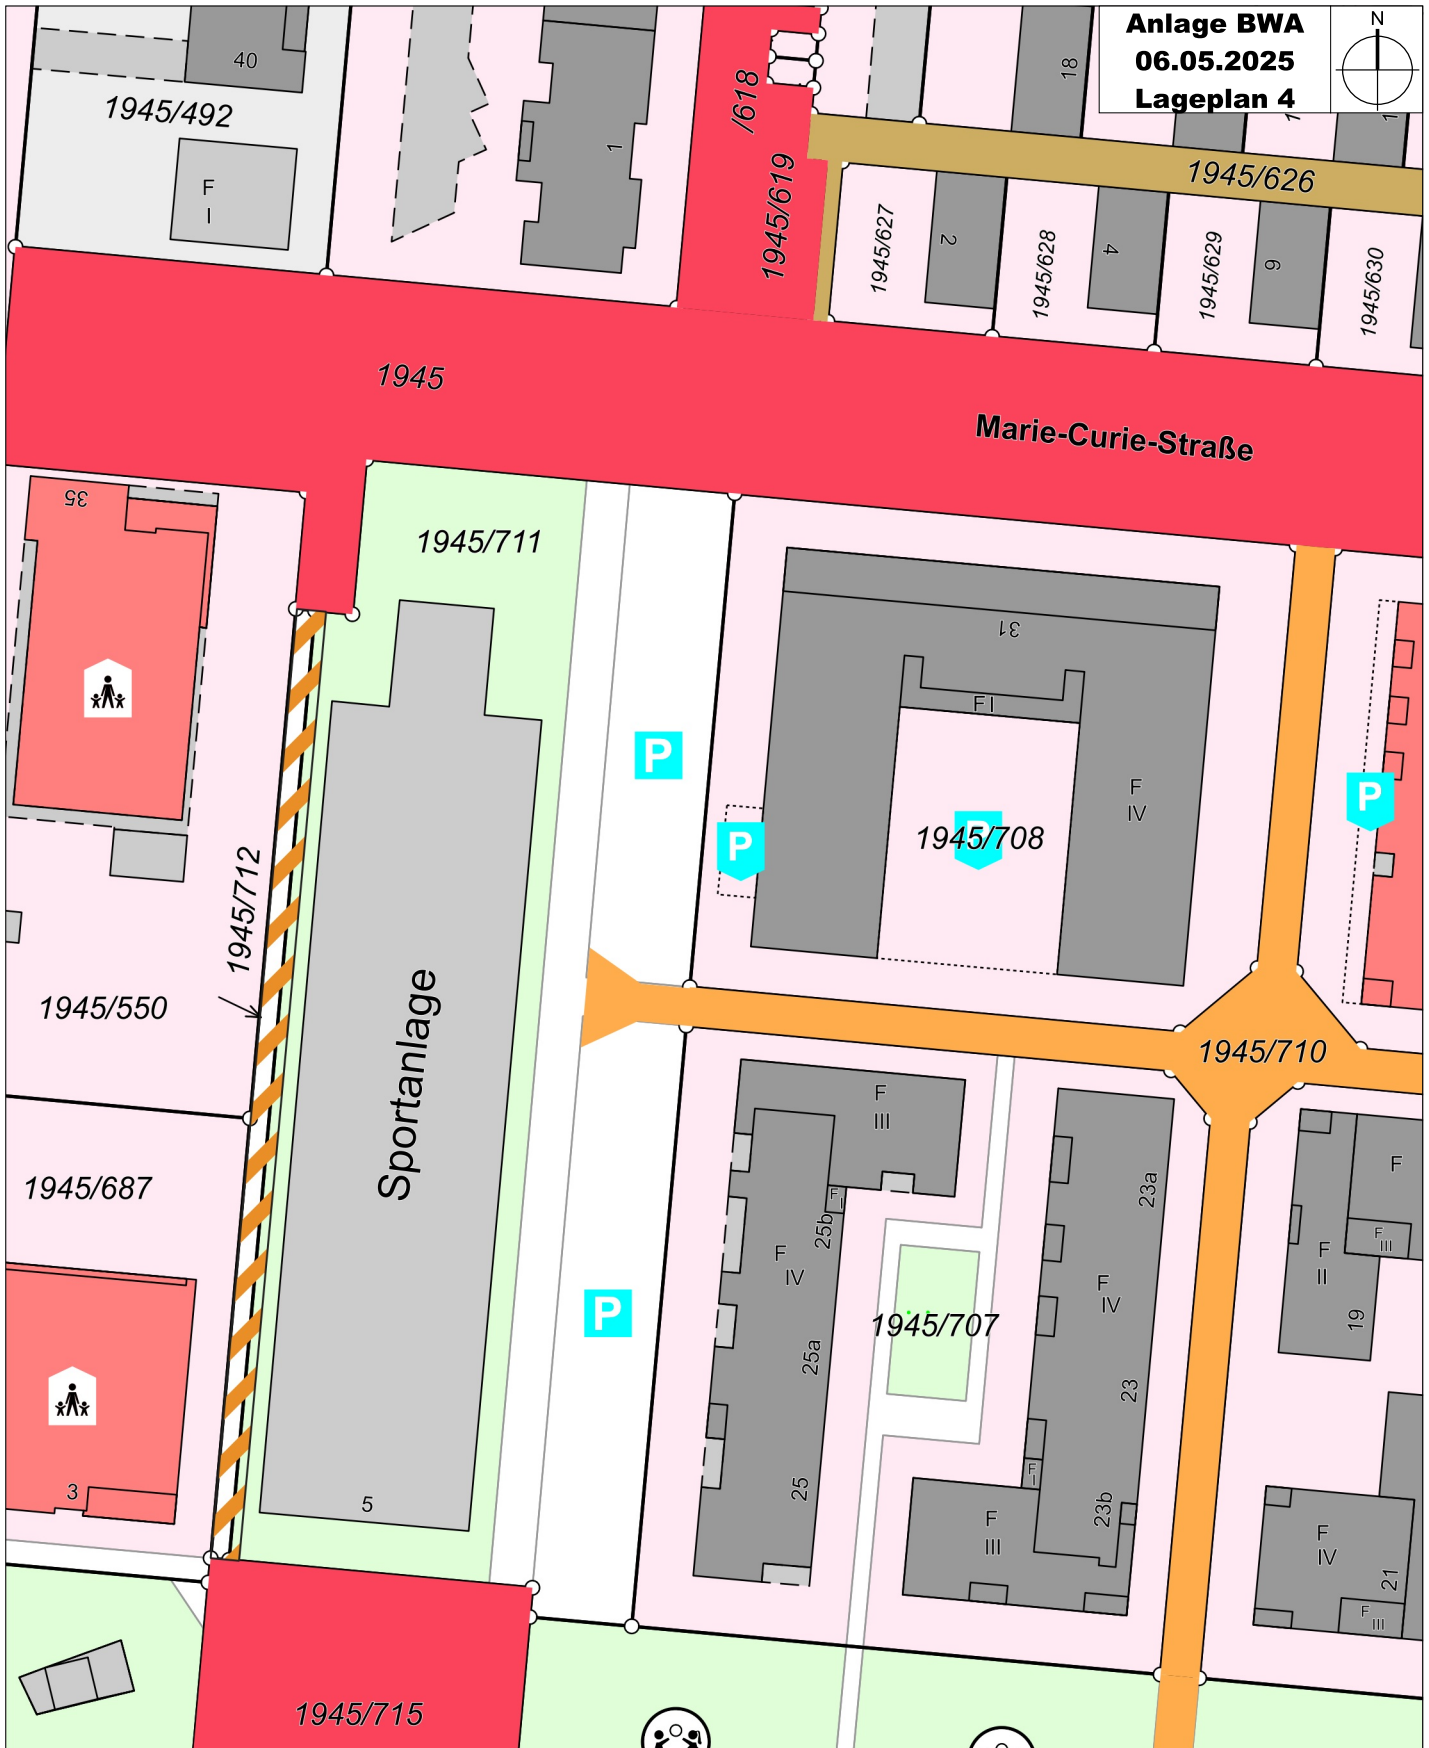 Anlage BWA
06.05.2025
Lageplan 4
N
40
1945/492
F
I
1
/618
1945/619
18
1945/626
1945/627
2
1945/628
4
1945/629
6
1945/630
1945
Marie-Curie-Straße
35
1945/711
31
F I
P
F
IV
P
P
1945/708
1945/712
1945/550
Sportanlage
1945/710
F
III
F
I
25b
23a
F
1945/687
F
IV
F
IV
F
II
F
III
P
1945/707
19
25a
23
3
5
25
F
I
F
III
23b
F
IV
21
F
III
1945/715